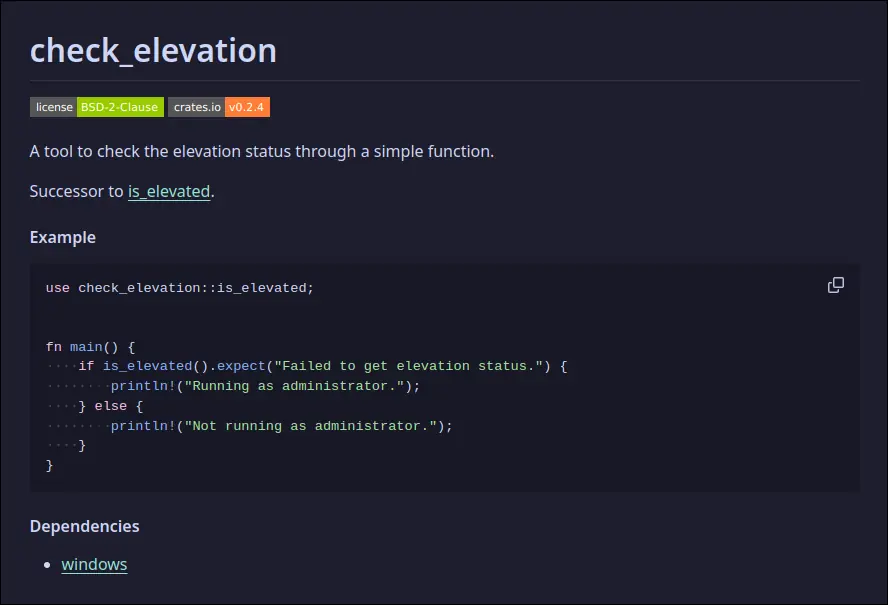 check_elevation
license BSD-2-Clause crates.io v0.2.4
A tool to check the elevation status through a simple function.
Successor to is_elevated.
Example
use check_elevation::is_elevated;
fn main() {
····if is_elevated().expect("Failed to get elevation status.") {
········println!("Running as administrator.");
····} else {
········println!("Not running as administrator.");
····}
}
Dependencies
• windows